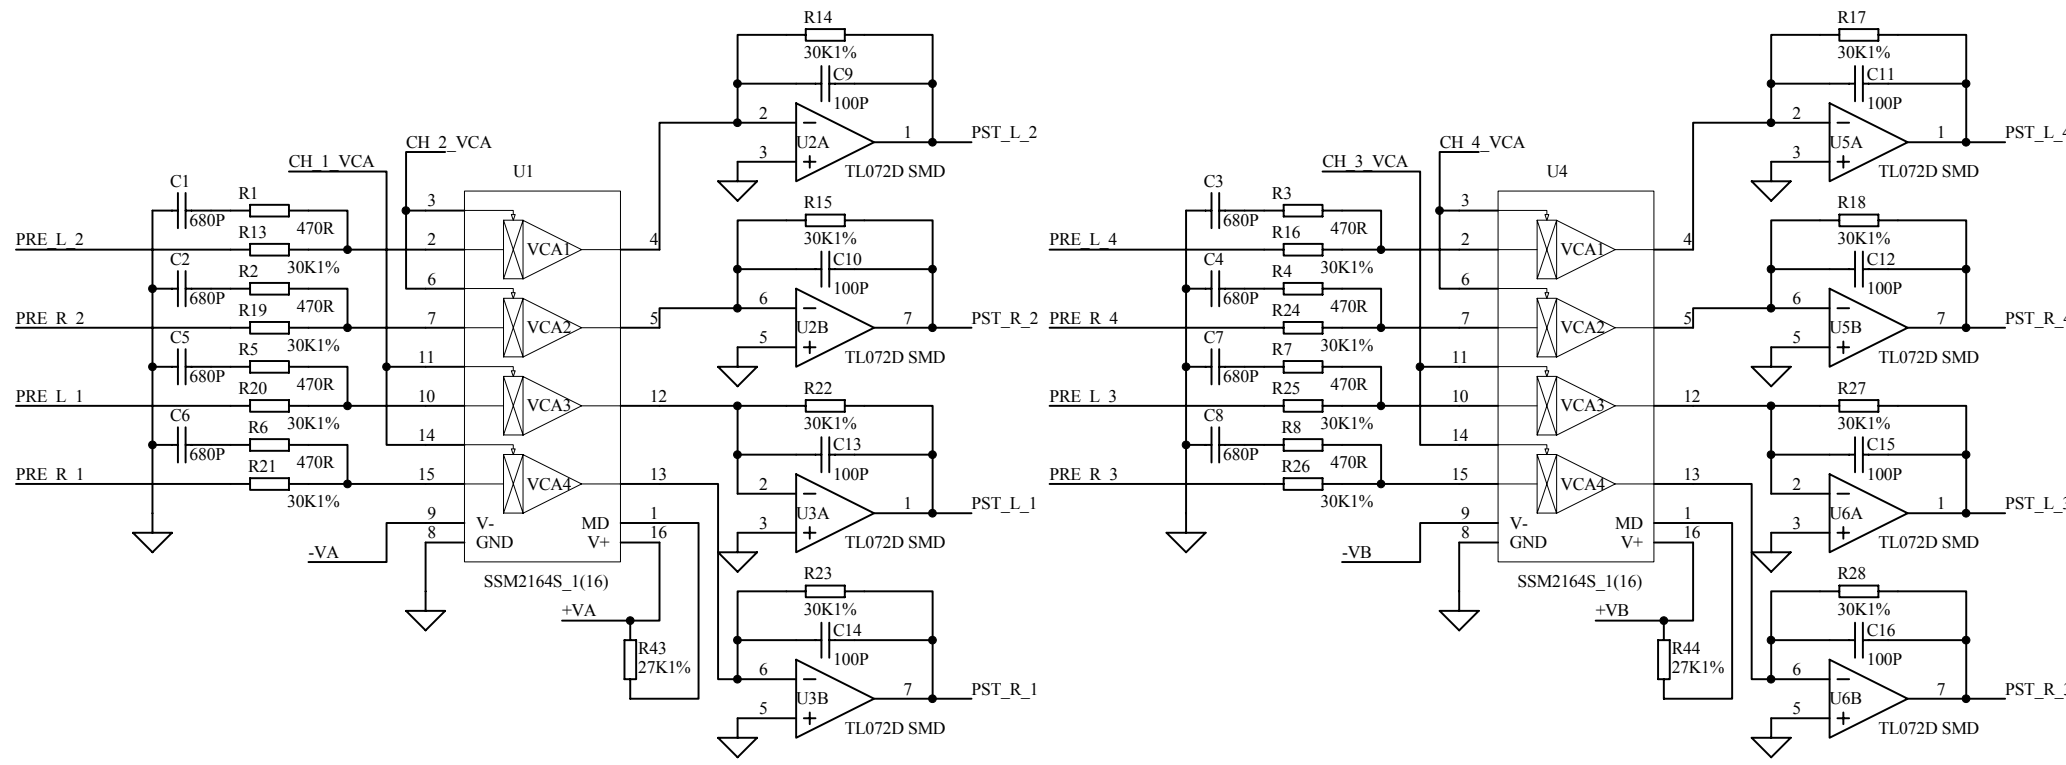 R14
30K1%
C9
100P
2
1
PST_L_2
U2A
3
TL072D SMD
CH_2_VCA
CH_1_VCA
U1
C1
R1
680P
470R
3
R13
PRE_L_2
2
VCA1
4
30K1%
C2
R2
680P
470R
6
R19
PRE_R_2
7
VCA2
5
30K1%
C5
R5
680P
470R
11
R20
PRE_L_1
10
VCA3
12
30K1%
C6
R6
680P
470R
14
R21
PRE_R_1
15
VCA4
13
30K1%
9
V-
MD
1
8
GND
V+
16
-VA
SSM2164S_1(16)
+VA
R43
27K1%
R15
30K1%
C10
100P
6
7
PST_R_2
U2B
5
TL072D SMD
R22
30K1%
C13
100P
2
1
PST_L_1
U3A
3
TL072D SMD
R23
30K1%
C14
100P
6
7
PST_R_1
U3B
5
TL072D SMD
R17
30K1%
C11
100P
2
1
PST_L_4
U5A
3
TL072D SMD
CH_4_VCA
CH_3_VCA
U4
C3
R3
680P
470R
3
R16
PRE_L_4
2
VCA1
4
30K1%
C4
R4
680P
470R
6
R24
PRE_R_4
7
VCA2
5
30K1%
C7
R7
680P
470R
11
R25
PRE_L_3
10
VCA3
12
30K1%
C8
R8
680P
470R
14
R26
PRE_R_3
15
VCA4
13
30K1%
9
V-
MD
1
8
GND
V+
16
-VB
SSM2164S_1(16)
+VB
R44
27K1%
R18
30K1%
C12
100P
6
7
PST_R_4
U5B
5
TL072D SMD
R27
30K1%
C15
100P
2
1
PST_L_3
U6A
3
TL072D SMD
R28
30K1%
C16
100P
6
7
PST_R_3
U6B
5
TL072D SMD